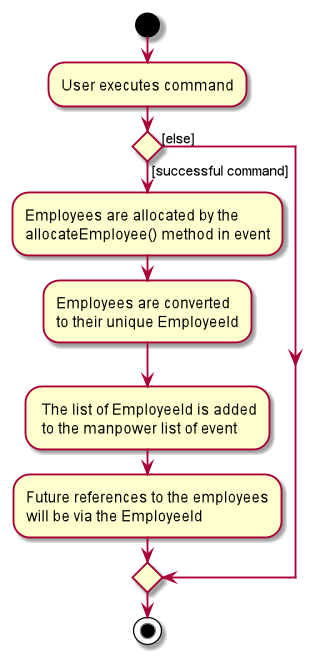 User executes command
[else]
[successful command]
Employees are allocated by the
allocateEmployee() method in event
Employees are converted
to their unique EmployeeId
The list of EmployeeId is added
to the manpower list of event
Future references to the employees
will be via the EmployeeId